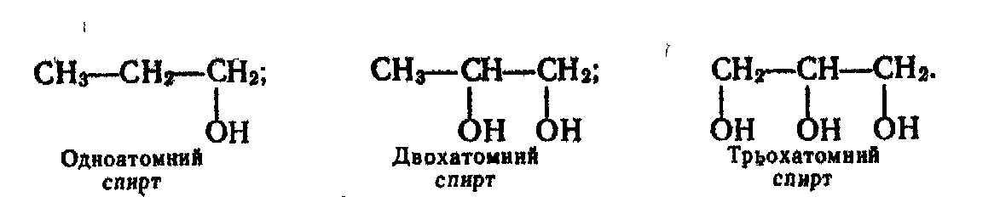 CH₃—CH₂—CH₂; CH₃—CH—CH₂; CH₂—CH—CH₂.
OH OH OH OH OH OH
Одноатомний Двохатомний Трьохатомний
спирт спирт спирт